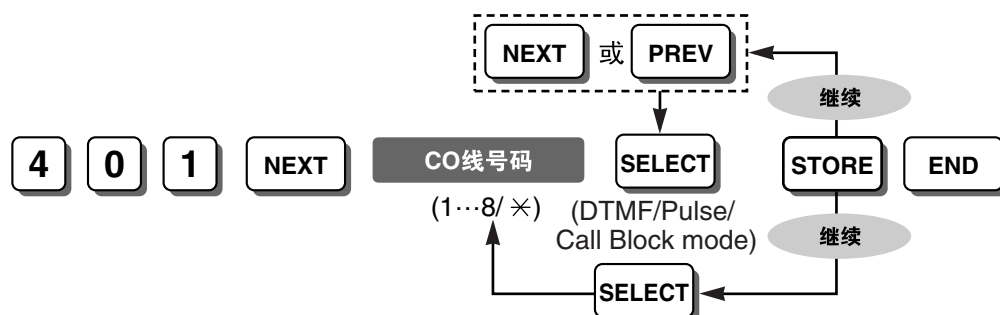 NEXT 或 PREV
继续
4 0 1 NEXT CO线号码 SELECT STORE END
(1···8/ ✳) (DTMF/Pulse/
Call Block mode)
继续
SELECT